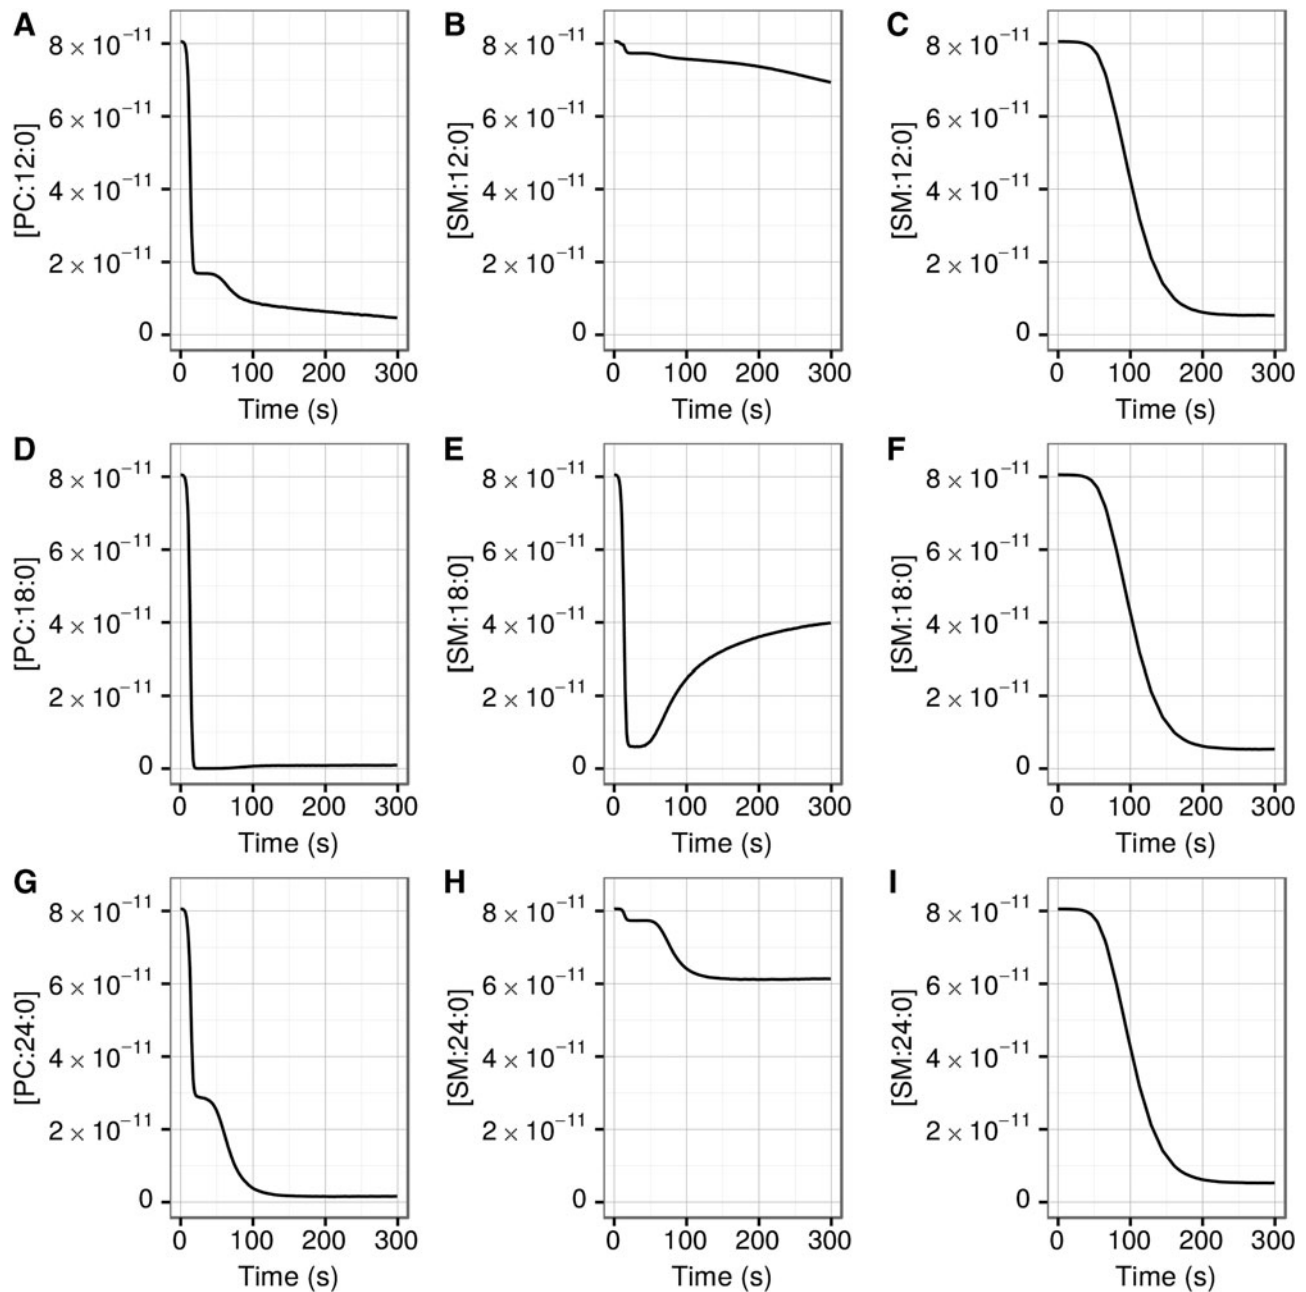 A
B
C
[PC:12:0]
8 × 10⁻¹¹
6 × 10⁻¹¹
4 × 10⁻¹¹
2 × 10⁻¹¹
0
0 100 200 300
Time (s)
[SM:12:0]
8 × 10⁻¹¹
6 × 10⁻¹¹
4 × 10⁻¹¹
2 × 10⁻¹¹
0
0 100 200 300
Time (s)
[SM:12:0]
8 × 10⁻¹¹
6 × 10⁻¹¹
4 × 10⁻¹¹
2 × 10⁻¹¹
0
0 100 200 300
Time (s)
D
E
F
[PC:18:0]
8 × 10⁻¹¹
6 × 10⁻¹¹
4 × 10⁻¹¹
2 × 10⁻¹¹
0
0 100 200 300
Time (s)
[SM:18:0]
8 × 10⁻¹¹
6 × 10⁻¹¹
4 × 10⁻¹¹
2 × 10⁻¹¹
0
0 100 200 300
Time (s)
[SM:18:0]
8 × 10⁻¹¹
6 × 10⁻¹¹
4 × 10⁻¹¹
2 × 10⁻¹¹
0
0 100 200 300
Time (s)
G
H
I
[PC:24:0]
8 × 10⁻¹¹
6 × 10⁻¹¹
4 × 10⁻¹¹
2 × 10⁻¹¹
0
0 100 200 300
Time (s)
[SM:24:0]
8 × 10⁻¹¹
6 × 10⁻¹¹
4 × 10⁻¹¹
2 × 10⁻¹¹
0
0 100 200 300
Time (s)
[SM:24:0]
8 × 10⁻¹¹
6 × 10⁻¹¹
4 × 10⁻¹¹
2 × 10⁻¹¹
0
0 100 200 300
Time (s)